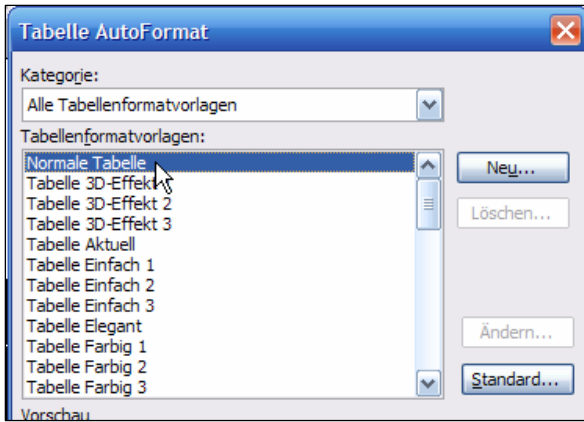 Tabelle AutoFormat
Kategorie:
Alle Tabellenformatvorlagen
Tabellenformatvorlagen:
Normale Tabelle
Tabelle 3D-Effekt
Tabelle 3D-Effekt 2
Tabelle 3D-Effekt 3
Tabelle Aktuell
Tabelle Einfach 1
Tabelle Einfach 2
Tabelle Einfach 3
Tabelle Elegant
Tabelle Farbig 1
Tabelle Farbig 2
Tabelle Farbig 3
Neu...
Löschen...
Ändern...
Standard...
Vorschau